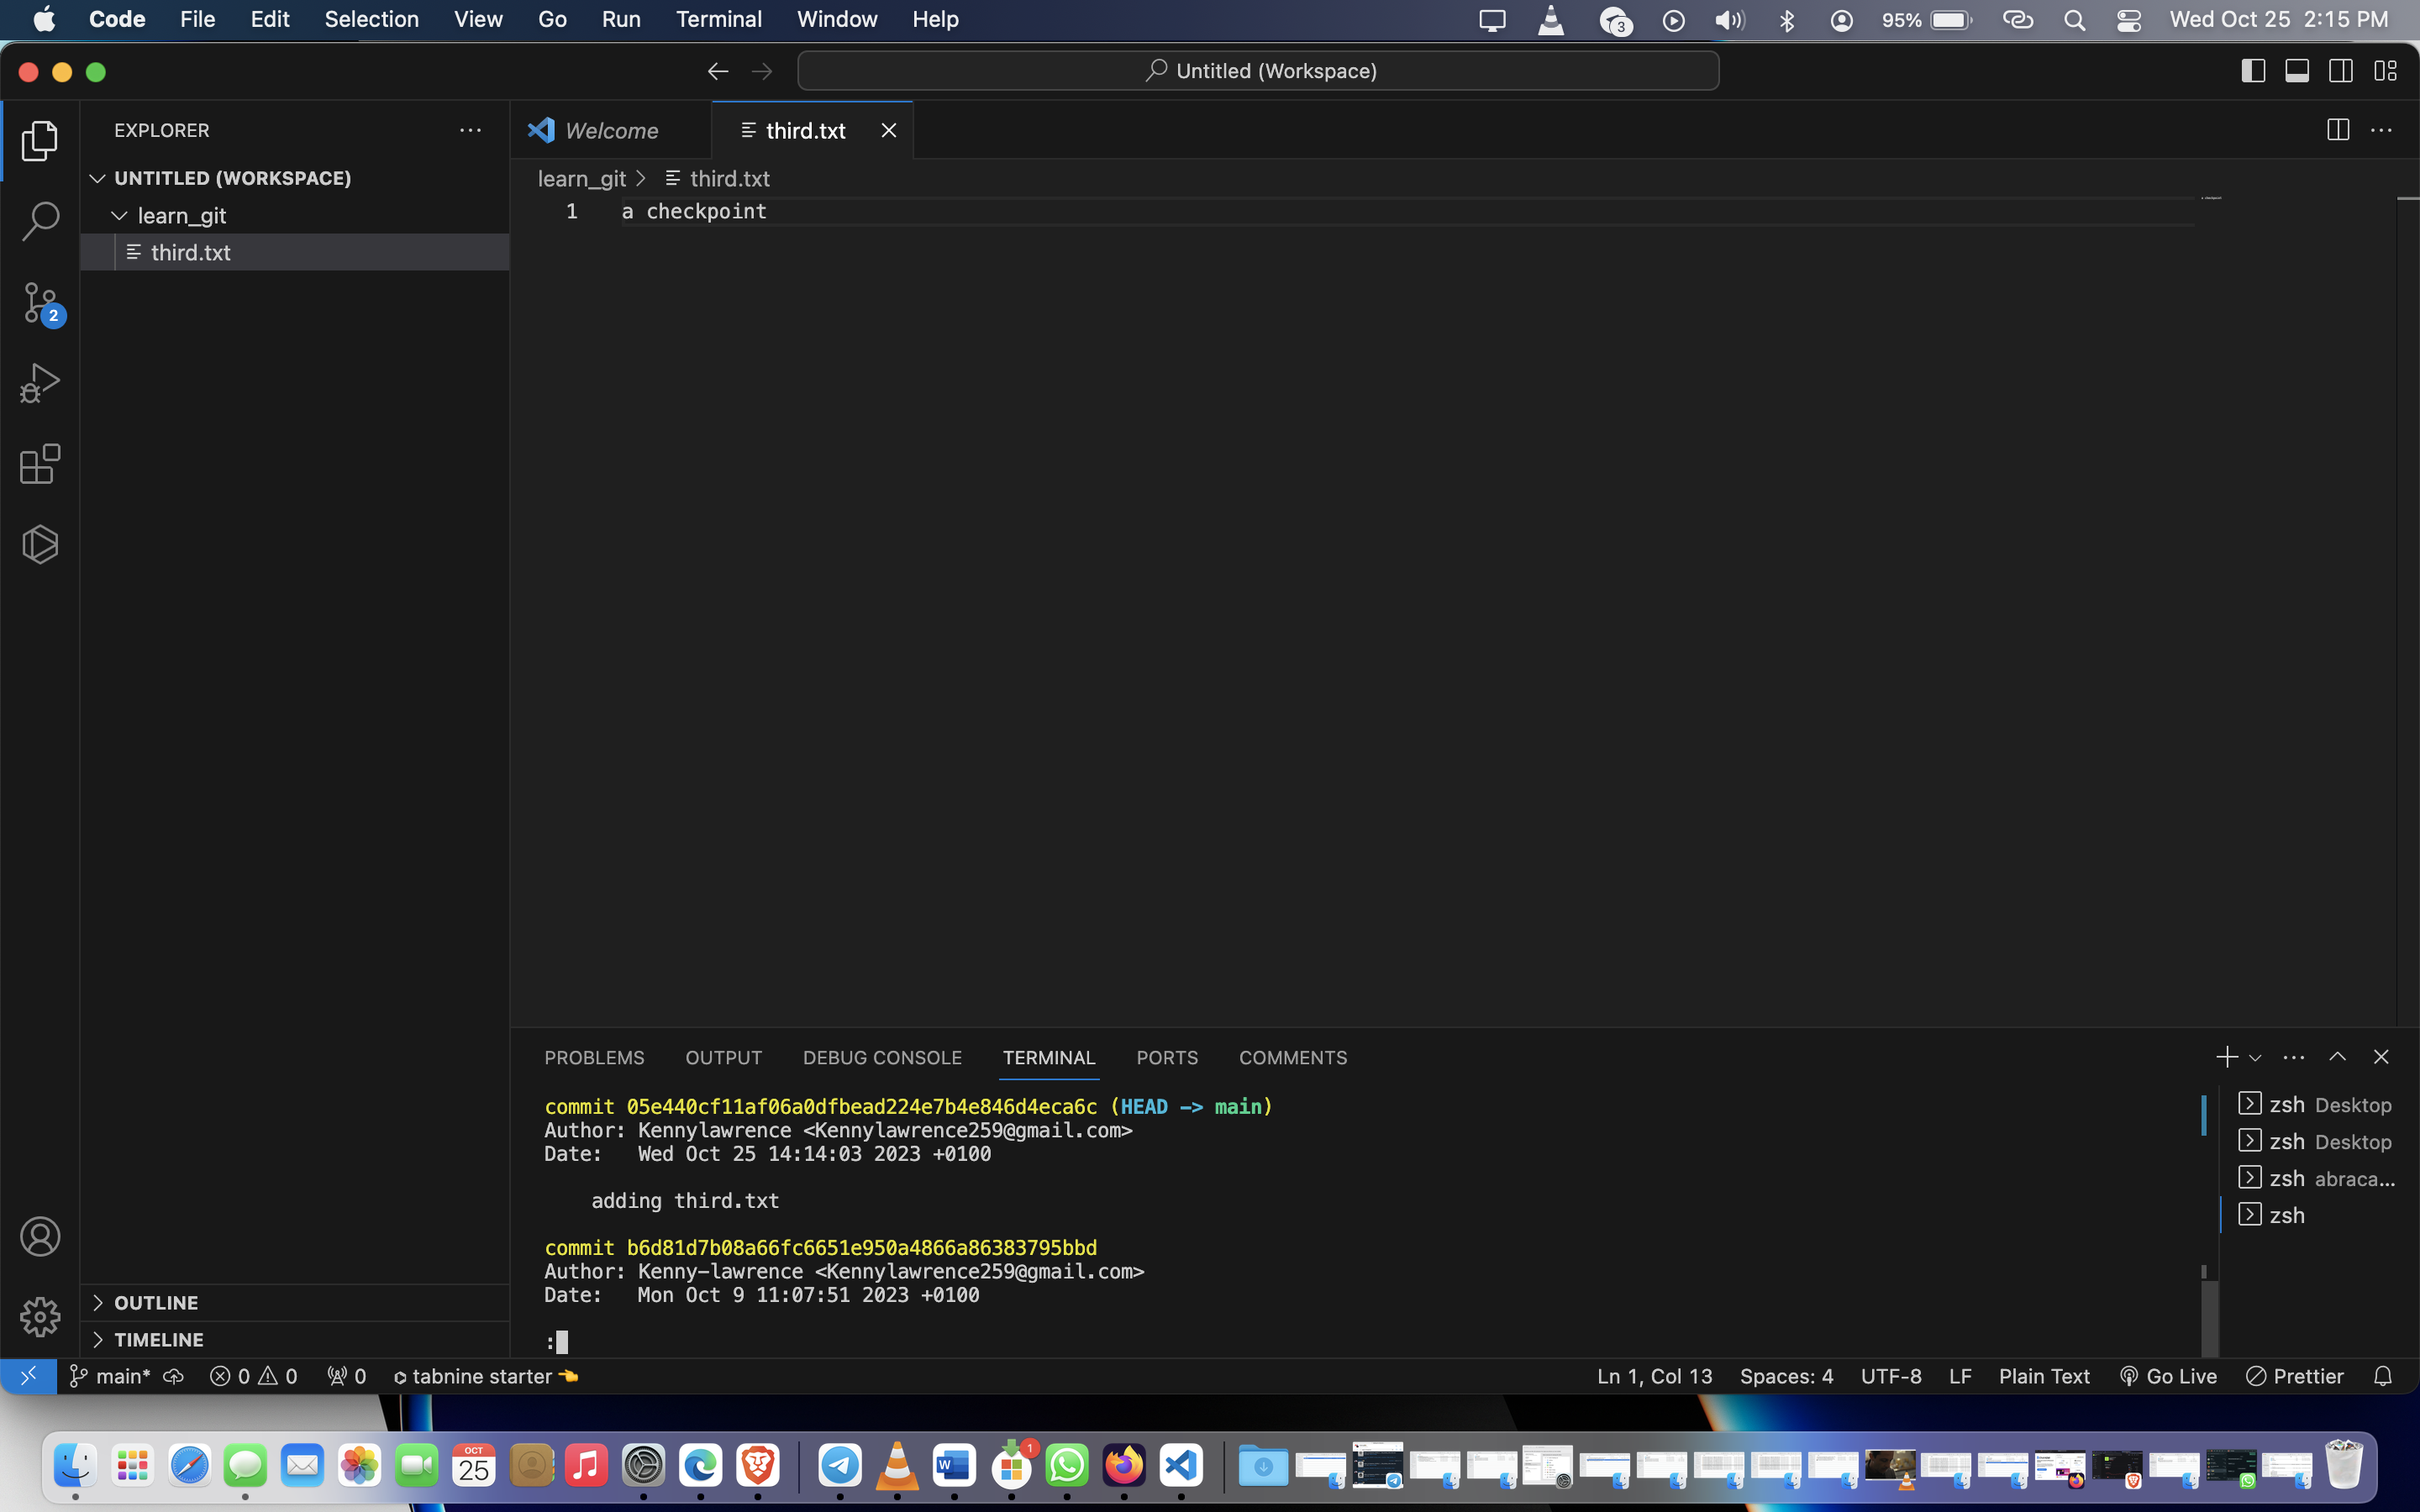 Code File Edit Selection View Go Run Terminal Window Help 3 95% Wed Oct 25 2:15 PM
Untitled (Workspace)
EXPLORER
Welcome
third.txt
UNTITLED (WORKSPACE)
learn_git
third.txt
2
learn_git > third.txt
1 a checkpoint
PROBLEMS OUTPUT DEBUG CONSOLE TERMINAL PORTS COMMENTS
commit 05e440cf11af06a0dfbead224e7b4e846d4eca6c (HEAD -> main)
Author: Kennylawrence <Kennylawrence259@gmail.com>
Date: Wed Oct 25 14:14:03 2023 +0100
adding third.txt
commit b6d81d7b08a66fc6651e950a4866a86383795bbd
Author: Kenny-lawrence <Kennylawrence259@gmail.com>
Date: Mon Oct 9 11:07:51 2023 +0100
:
zsh Desktop
zsh Desktop
zsh abraca...
zsh
OUTLINE
TIMELINE
main* 0 0 0 tabnine starter Ln 1, Col 13 Spaces: 4 UTF-8 LF Plain Text Go Live Prettier
OCT
25
W
1